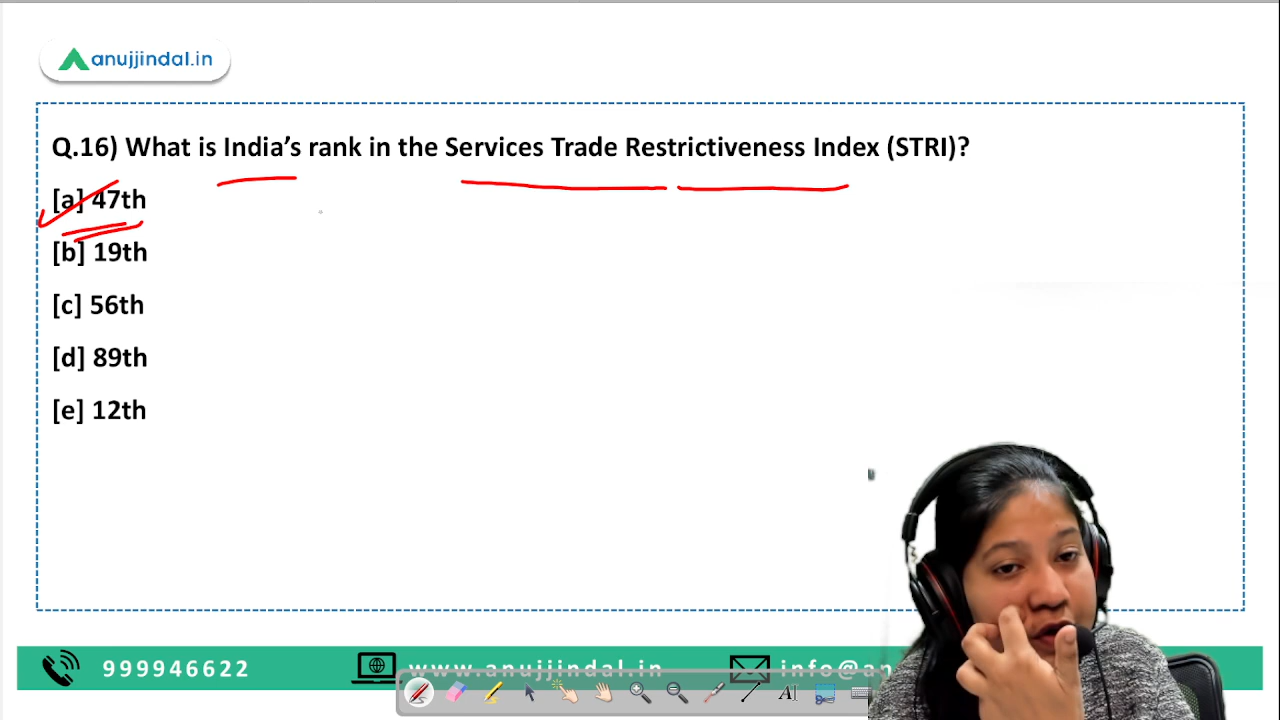 anujjindal.in
Q.16) What is India's rank in the Services Trade Restrictiveness Index (STRI)?
[a] 47th
[b] 19th
[c] 56th
[d] 89th
[e] 12th
999946622
www.anujjindal.in
info@an
AI